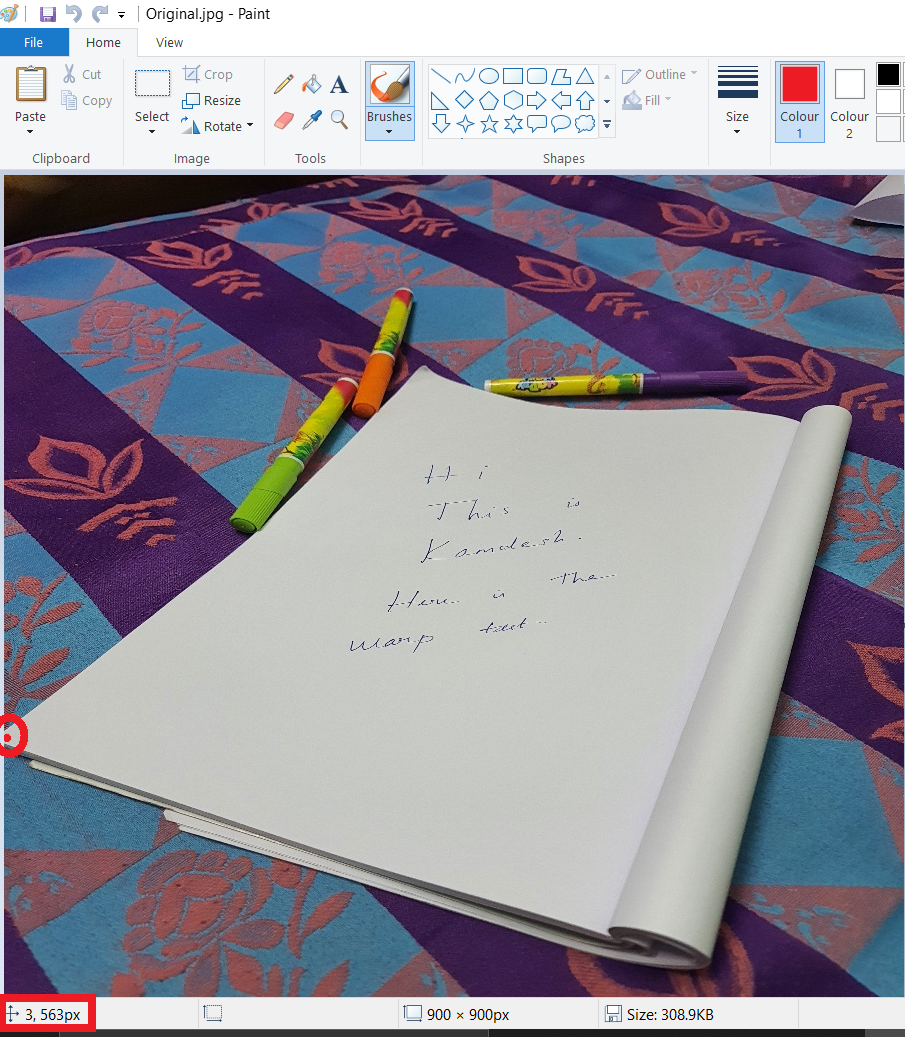 Original.jpg - Paint
File Home View
Paste
Cut
Copy
Clipboard
Select
Crop
Resize
Rotate
Image
Tools
Brushes
Shapes
Outline
Fill
Size
Colour 1
Colour 2
Hi
This is
Kamalesh.
Here is the
warp text..
3, 563px
900 × 900px
Size: 308.9KB